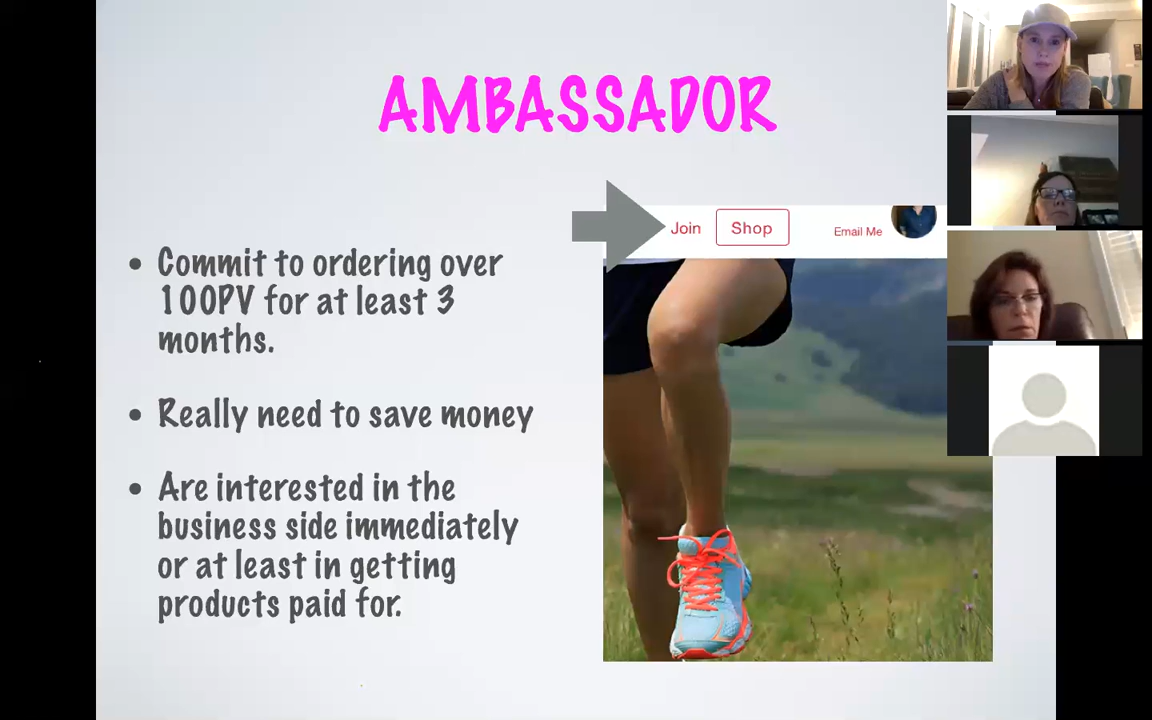 AMBASSADOR
Join
Shop
Email Me
• Commit to ordering over
100PV for at least 3
months.
• Really need to save money
• Are interested in the
business side immediately
or at least in getting
products paid for.